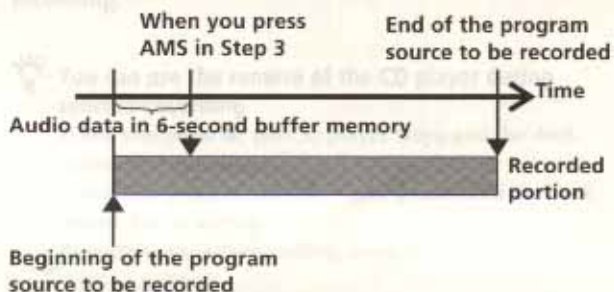 When you press
AMS in Step 3
End of the program
source to be recorded
Time
Audio data in 6-second buffer memory
Recorded
portion
Beginning of the program
source to be recorded